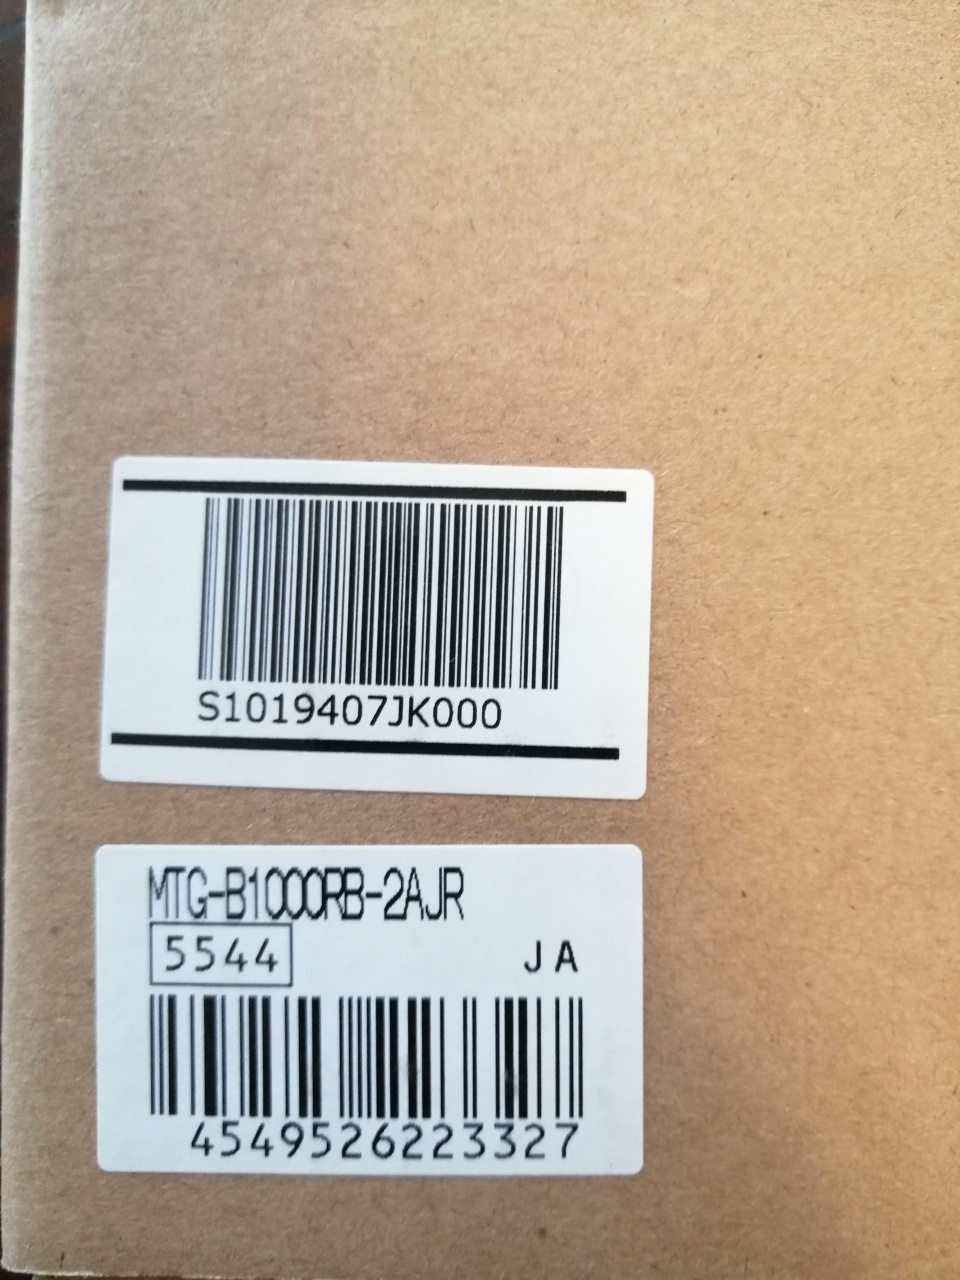 S1019407JK000
MTG-B1000RB-2AJR
5544
JA
4549526223327